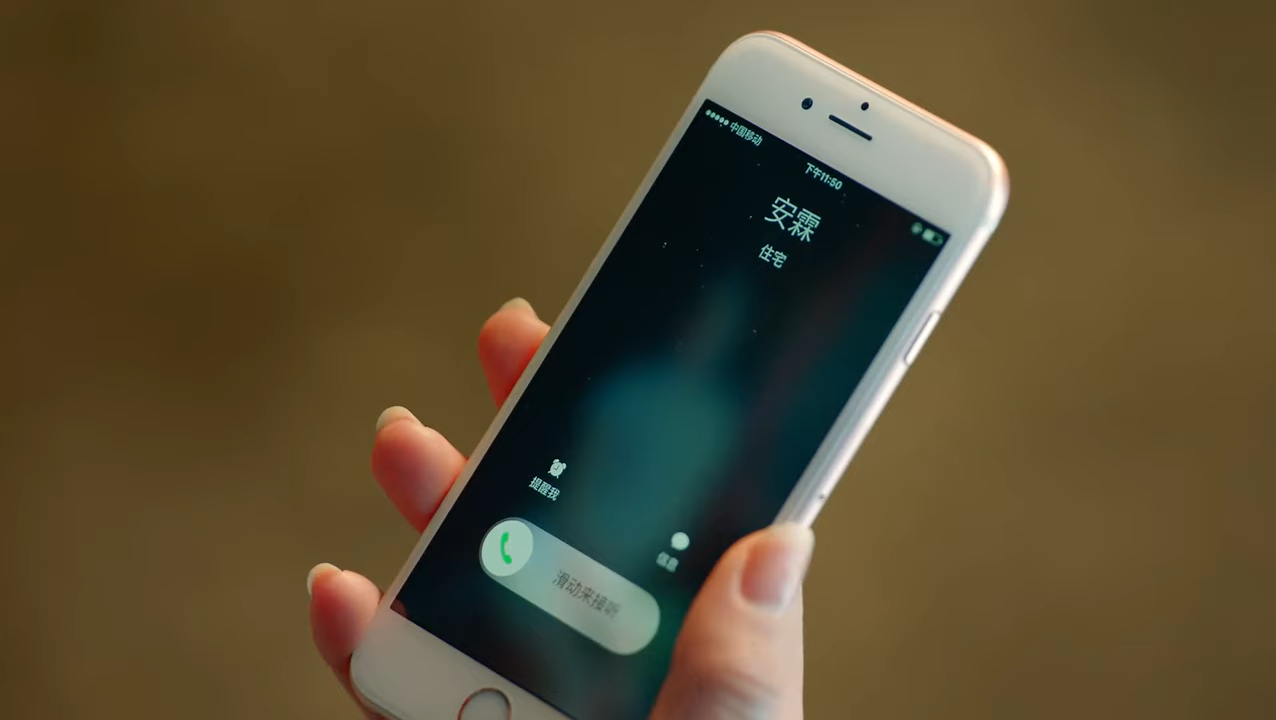 中国移动
下午11:50
安霖
住宅
提醒我
信息
滑动来接听